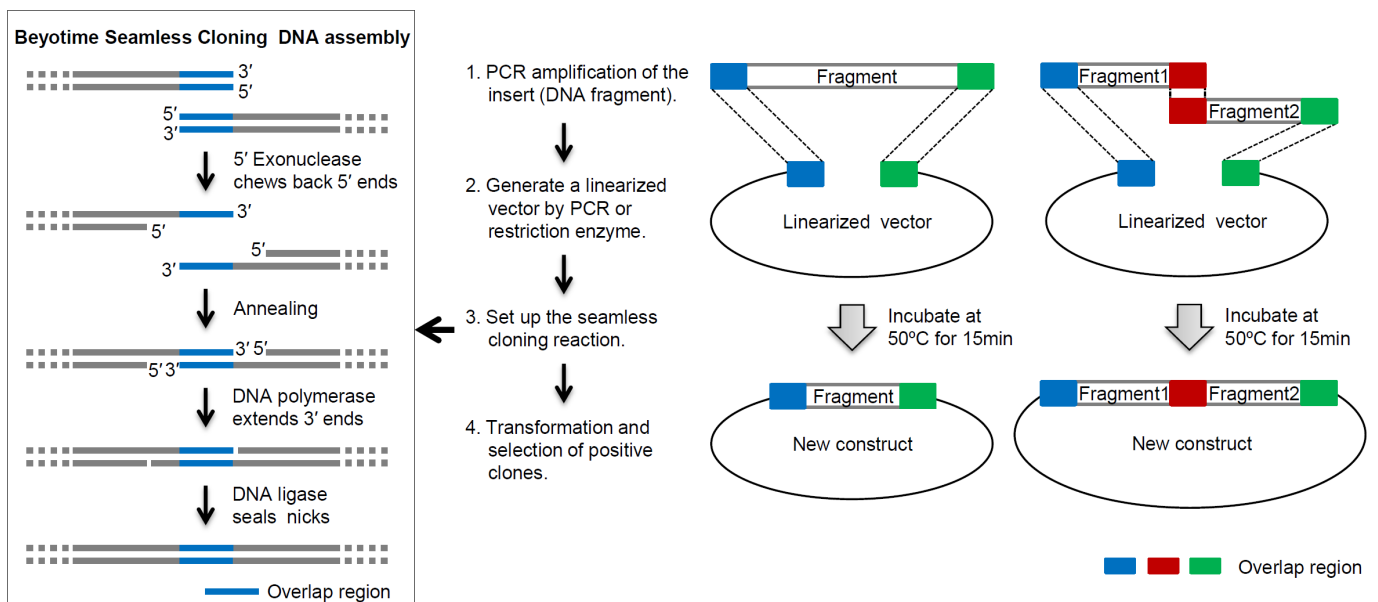 Beyotime Seamless Cloning DNA assembly
3′
5′
5′
3′
5′ Exonuclease
chews back 5′ ends
3′
5′
5′
3′
Annealing
3′ 5′
5′ 3′
DNA polymerase
extends 3′ ends
DNA ligase
seals nicks
Overlap region
1. PCR amplification of the
insert (DNA fragment).
2. Generate a linearized
vector by PCR or
restriction enzyme.
3. Set up the seamless
cloning reaction.
4. Transformation and
selection of positive
clones.
Fragment
Linearized vector
Incubate at
50ºC for 15min
Fragment
New construct
Fragment1
Fragment2
Linearized vector
Incubate at
50ºC for 15min
Fragment1 Fragment2
New construct
Overlap region